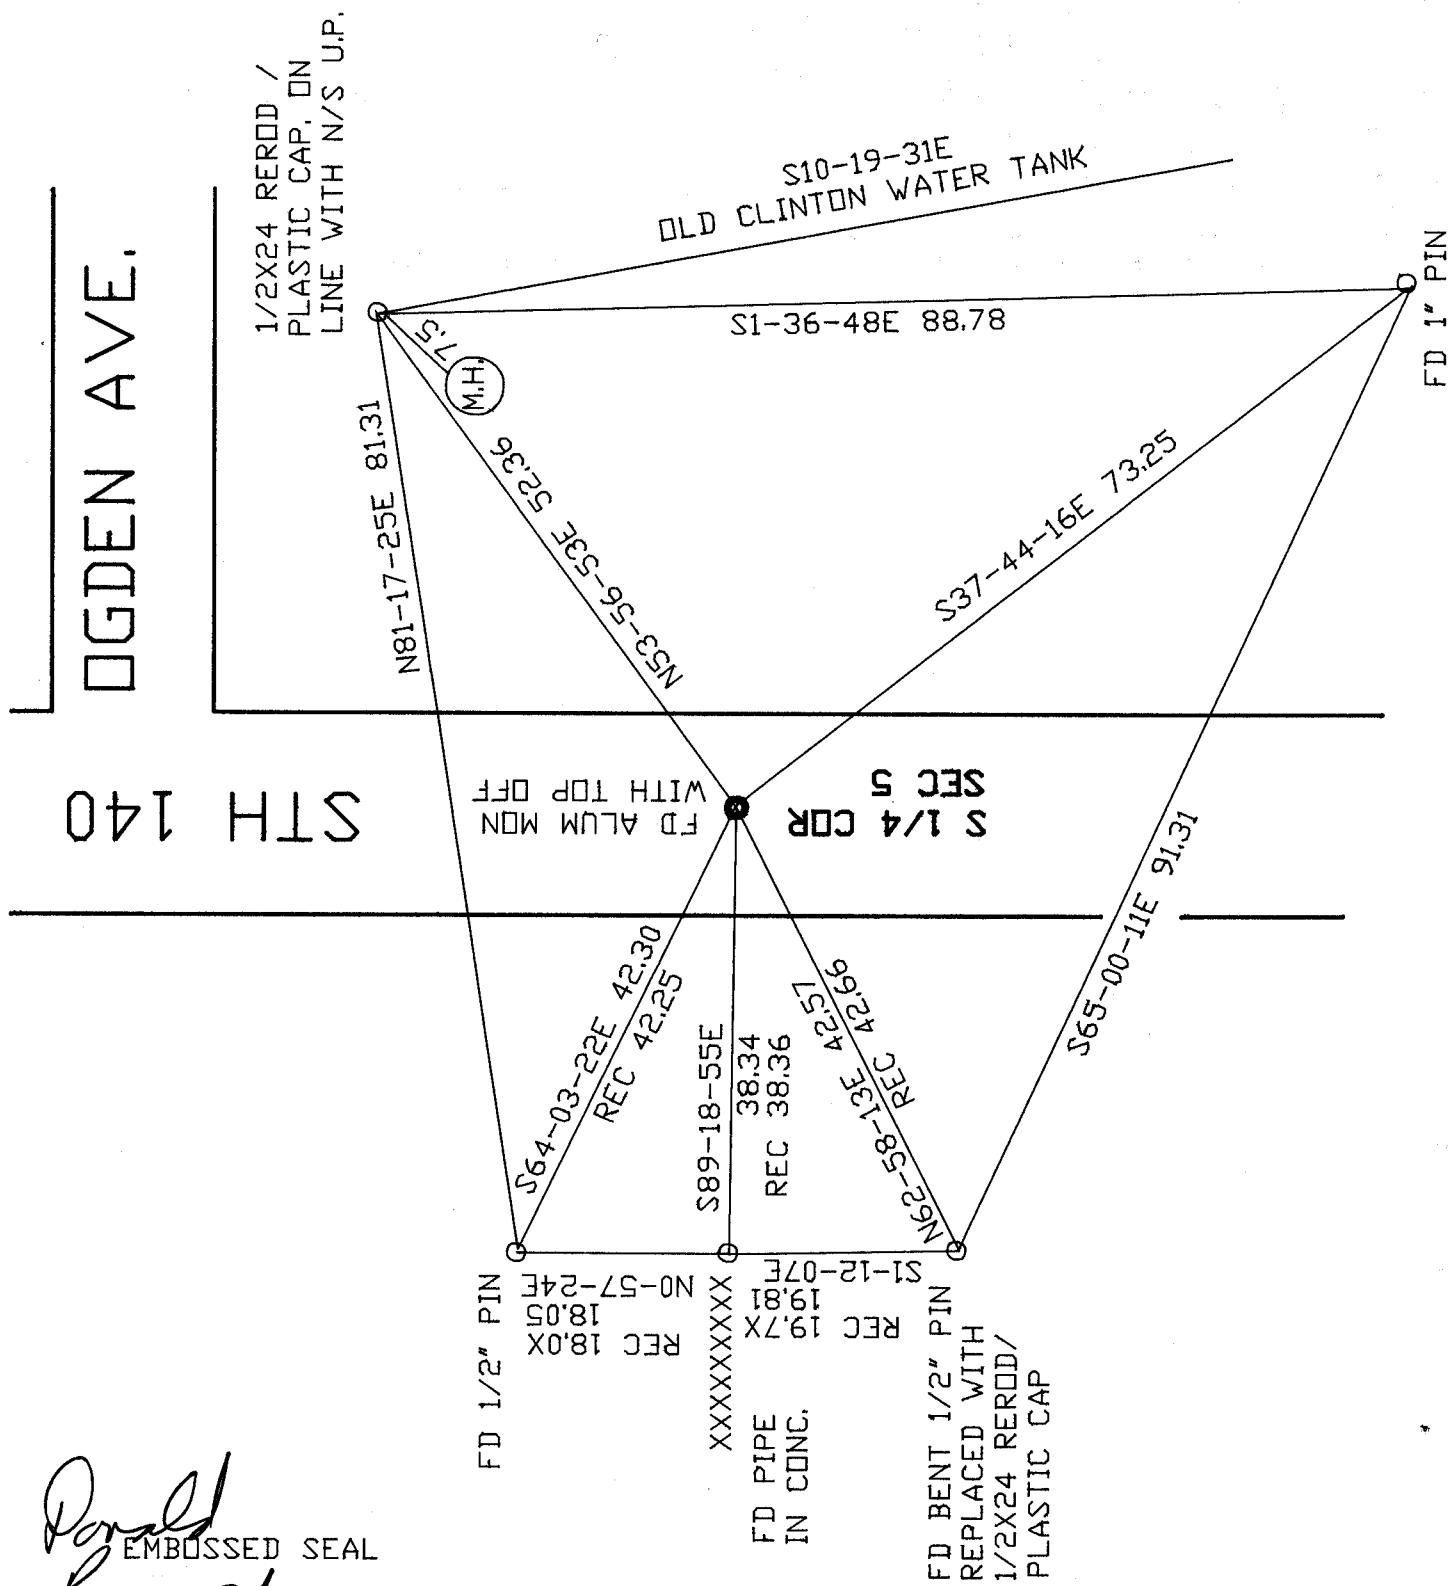 OGDEN AVE.
1/2X24 REROD /
PLASTIC CAP. ON
LINE WITH N/S U.P.
S10-19-31E
OLD CLINTON WATER TANK
S1-36-48E 88.78
FD 1" PIN
7.5
M.H.
N81-17-25E 81.31
N53-56-53E 52.36
S37-44-16E 73.25
STH 140
FD ALUM MON
WITH TOP OFF
S 1/4 COR
SEC 5
S64-03-22E 42.30
REC 42.25
S89-18-55E
38.34
REC 38.36
N62-58-13E 42.57
REC 42.66
S65-00-11E 91.31
N0-57-24E
18.05
REC 18.0X
S1-12-07E
19.81
REC 19.7X
FD 1/2" PIN
XXXXXXXXX
FD PIPE
IN CONC.
FD BENT 1/2" PIN
REPLACED WITH
1/2X24 REROD/
PLASTIC CAP
Donald
EMBOSSED SEAL